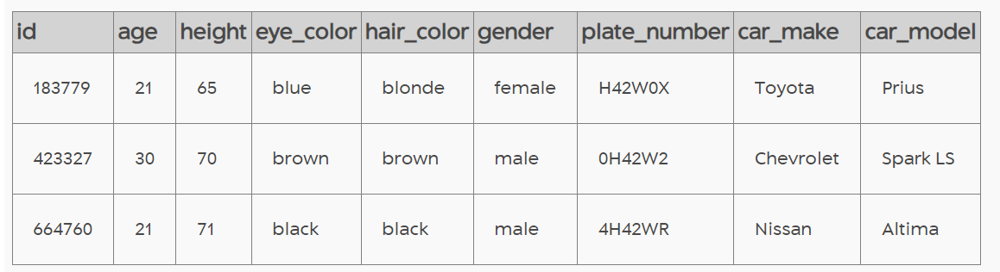 id age height eye_color hair_color gender plate_number car_make car_model
183779 21 65 blue blonde female H42W0X Toyota Prius
423327 30 70 brown brown male 0H42W2 Chevrolet Spark LS
664760 21 71 black black male 4H42WR Nissan Altima